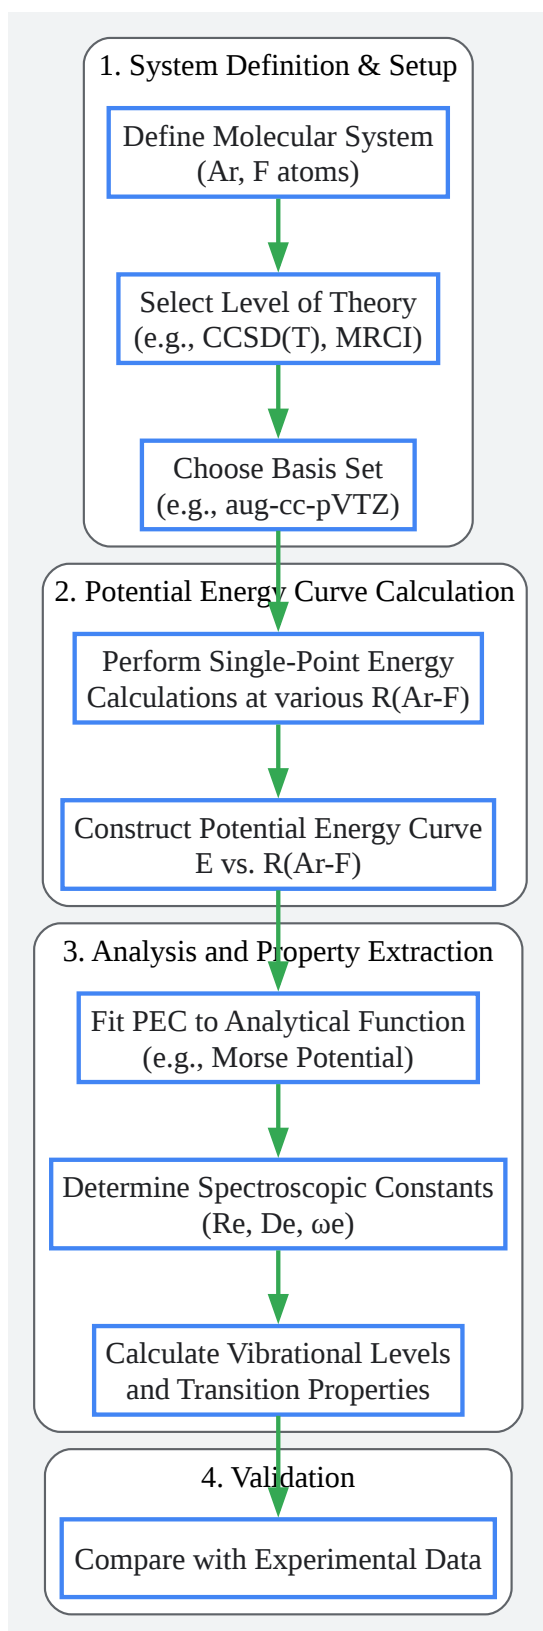 1. System Definition & Setup
Define Molecular System
(Ar, F atoms)
Select Level of Theory
(e.g., CCSD(T), MRCI)
Choose Basis Set
(e.g., aug-cc-pVTZ)
2. Potential Energy Curve Calculation
Perform Single-Point Energy
Calculations at various R(Ar-F)
Construct Potential Energy Curve
E vs. R(Ar-F)
3. Analysis and Property Extraction
Fit PEC to Analytical Function
(e.g., Morse Potential)
Determine Spectroscopic Constants
(Re, De, ωe)
Calculate Vibrational Levels
and Transition Properties
4. Validation
Compare with Experimental Data